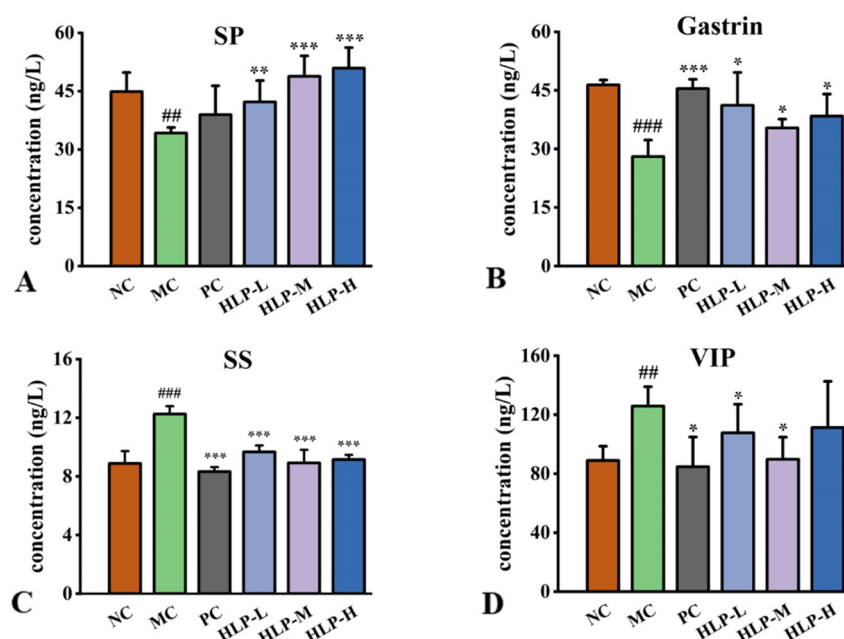 SP
concentration (ng/L)
60
45
30
15
0
##
**
***
***
NC
MC
PC
HLP-L
HLP-M
HLP-H
A
Gastrin
concentration (ng/L)
60
45
30
15
0
###
***
*
*
*
NC
MC
PC
HLP-L
HLP-M
HLP-H
B
SS
concentration (ng/L)
16
12
8
4
0
###
***
***
***
***
NC
MC
PC
HLP-L
HLP-M
HLP-H
C
VIP
concentration (ng/L)
160
120
80
40
0
##
*
*
*
NC
MC
PC
HLP-L
HLP-M
HLP-H
D